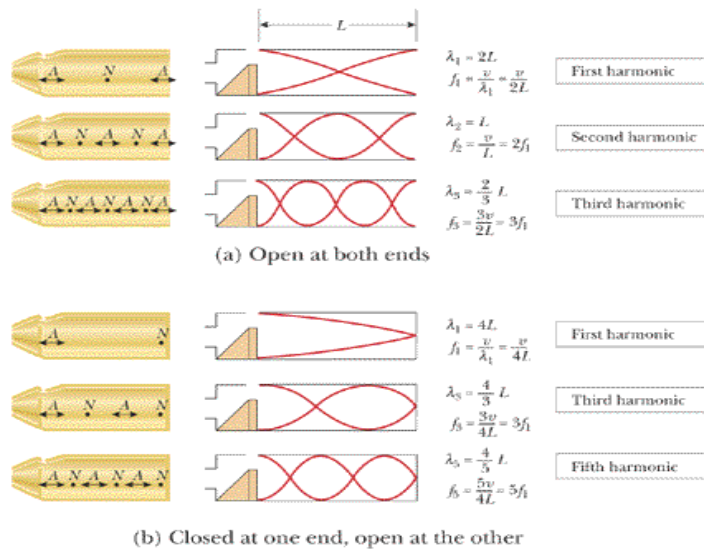 L
A N A
λ₁ = 2L
f₁ = v/λ₁ = v/2L
First harmonic
A N A N A
λ₂ = L
f₂ = v/L = 2f₁
Second harmonic
A N A N A N A
λ₃ = 2/3 L
f₃ = 3v/2L = 3f₁
Third harmonic
(a) Open at both ends
A N
λ₁ = 4L
f₁ = v/λ₁ = v/4L
First harmonic
A N A N
λ₃ = 4/3 L
f₃ = 3v/4L = 3f₁
Third harmonic
A N A N A N
λ₅ = 4/5 L
f₅ = 5v/4L = 5f₁
Fifth harmonic
(b) Closed at one end, open at the other